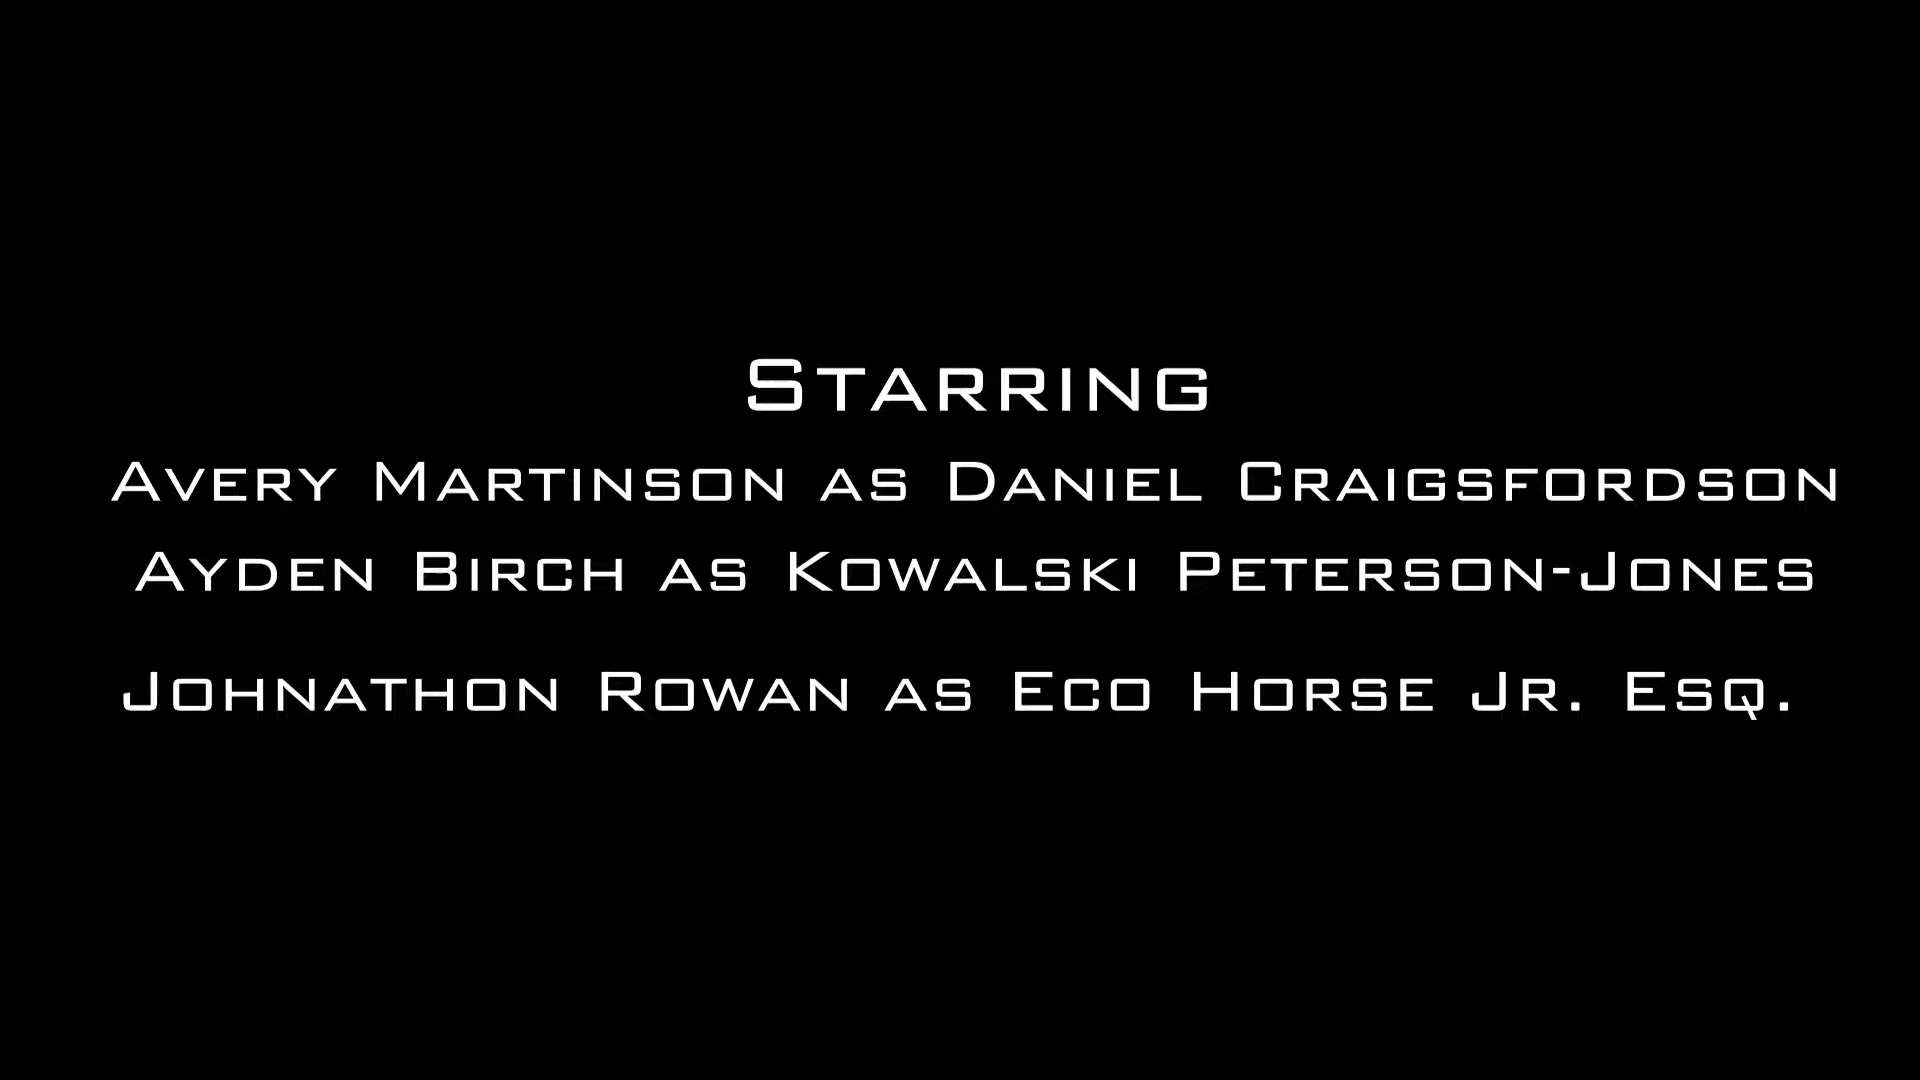 Starring
Avery Martinson as Daniel Craigsfordson
Ayden Birch as Kowalski Peterson-Jones
Johnathon Rowan as Eco Horse Jr. Esq.